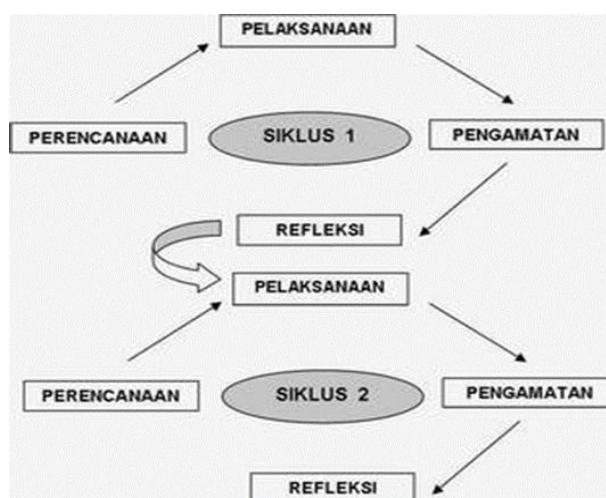 PELAKSANAAN
PERENCANAAN
SIKLUS 1
PENGAMATAN
REFLEKSI
PELAKSANAAN
PERENCANAAN
SIKLUS 2
PENGAMATAN
REFLEKSI